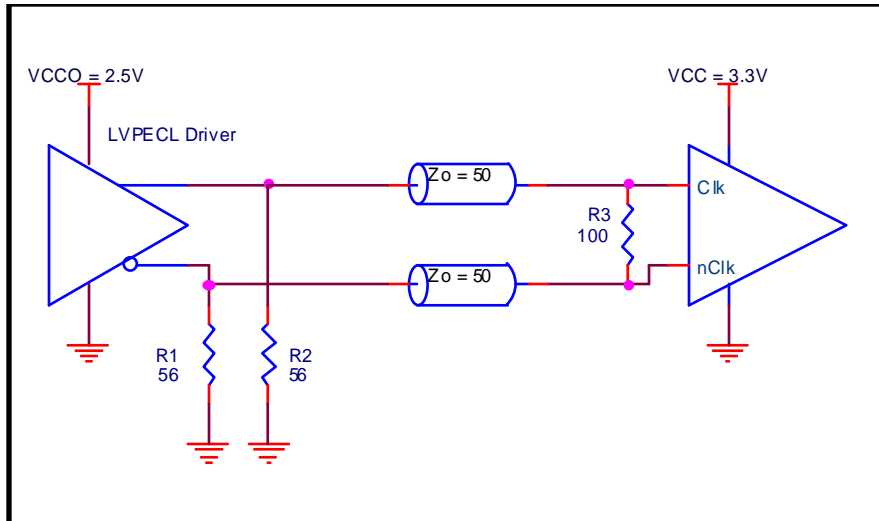 VCCO = 2.5V
VCC = 3.3V
LVPECL Driver
Zo = 50
Clk
R3
100
nClk
Zo = 50
R1
56
R2
56